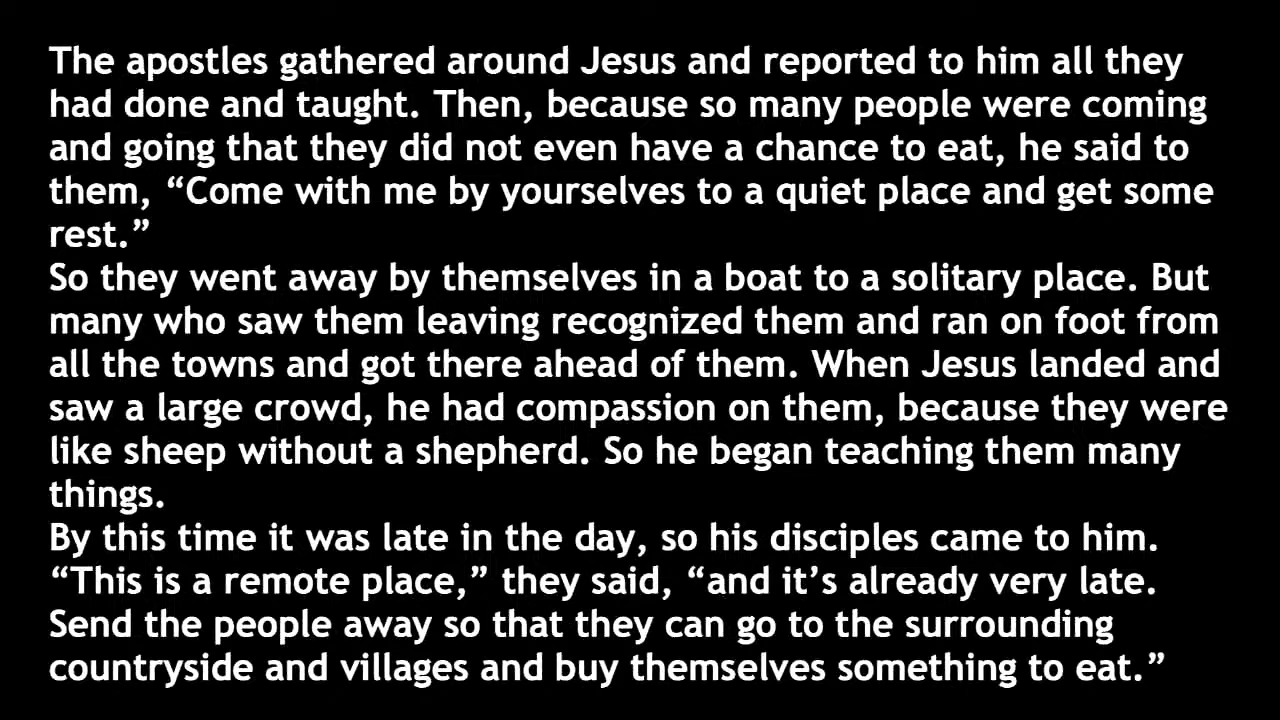 The apostles gathered around Jesus and reported to him all they
had done and taught. Then, because so many people were coming
and going that they did not even have a chance to eat, he said to
them, “Come with me by yourselves to a quiet place and get some
rest.”
So they went away by themselves in a boat to a solitary place. But
many who saw them leaving recognized them and ran on foot from
all the towns and got there ahead of them. When Jesus landed and
saw a large crowd, he had compassion on them, because they were
like sheep without a shepherd. So he began teaching them many
things.
By this time it was late in the day, so his disciples came to him.
“This is a remote place,” they said, “and it’s already very late.
Send the people away so that they can go to the surrounding
countryside and villages and buy themselves something to eat.”